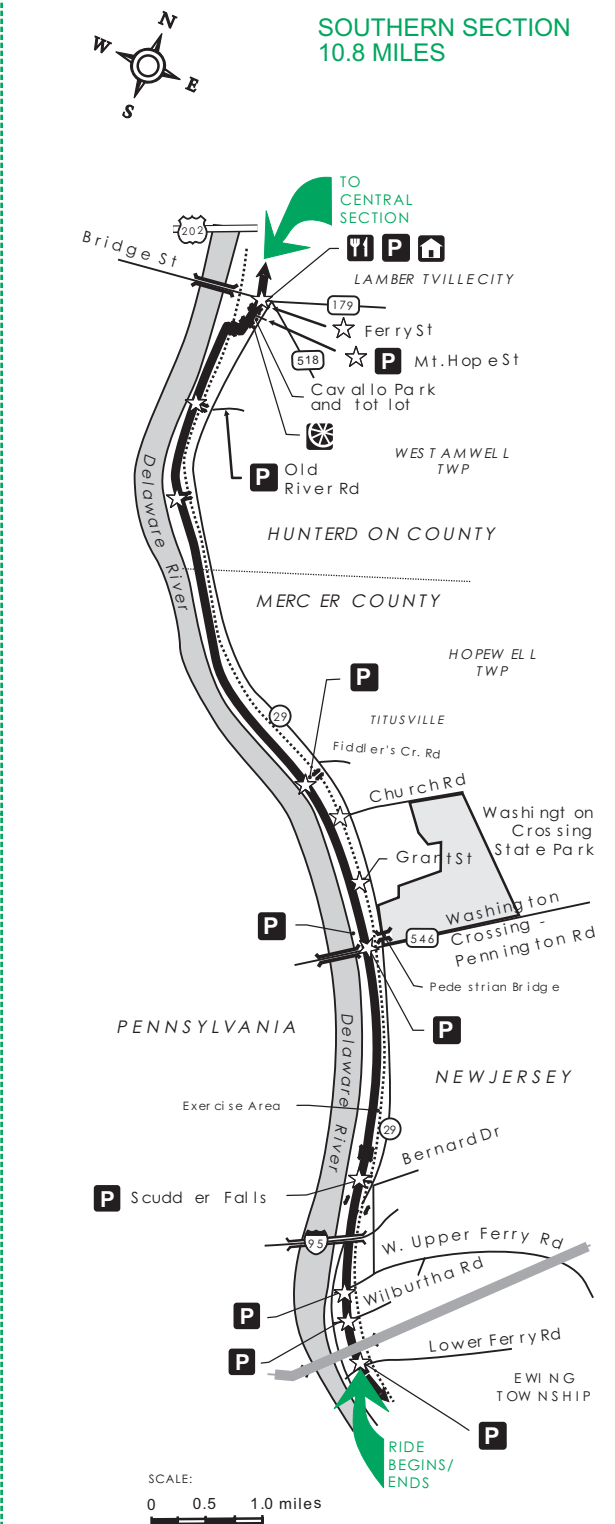 SOUTHERN SECTION
10.8 MILES
N
W
E
S
TO
CENTRAL
SECTION
202
Bridge St
P
LAMBERTVILLE CITY
179
Ferry St
518
P Mt. Hope St
Cavallo Park
and tot lot
WEST AMWELL
TWP
P Old
River Rd
Delaware River
HUNTERDON COUNTY
MERCER COUNTY
HOPEWELL
TWP
P
29
TITUSVILLE
Fiddler's Cr. Rd
Church Rd
Washington
Crossing
State Park
Grant St
P
546
Washington
Crossing -
Pennington Rd
Pedestrian Bridge
P
PENNSYLVANIA
Delaware River
NEW JERSEY
Exercise Area
29
Bernard Dr
P Scudder Falls
95
W. Upper Ferry Rd
Wilburtha Rd
P
P
Lower Ferry Rd
EWING
TOWNSHIP
P
RIDE
BEGINS/
ENDS
SCALE:
0 0.5 1.0 miles